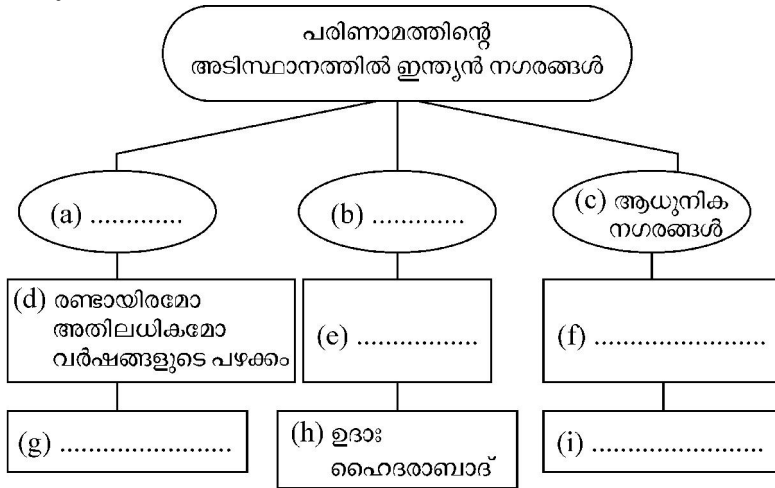 പരിണാമത്തിന്റെ
അടിസ്ഥാനത്തിൽ ഇന്ത്യൻ നഗരങ്ങൾ
(a) .............
(b) .............
(c) ആധുനിക
നഗരങ്ങൾ
(d) രണ്ടായിരമോ
അതിലധികമോ
വർഷങ്ങളുടെ പഴക്കം
(e) .................
(f) ........................
(g) ........................
(h) ഉദാഃ
ഹൈദരാബാദ്
(i) ........................